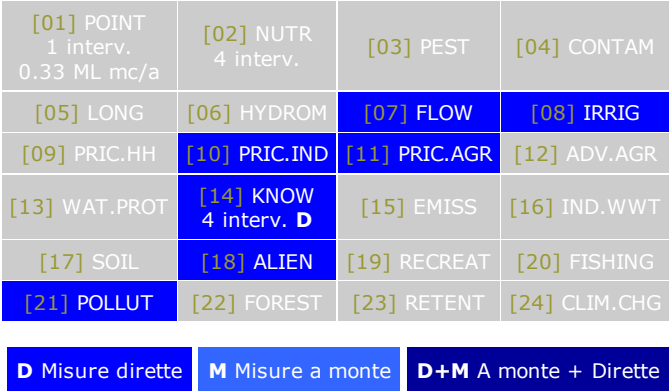 [01] POINT
1 interv.
0.33 ML mc/a
[02] NUTR
4 interv.
[03] PEST
[04] CONTAM
[05] LONG
[06] HYDROM
[07] FLOW
[08] IRRIG
[09] PRIC.HH
[10] PRIC.IND
[11] PRIC.AGR
[12] ADV.AGR
[13] WAT.PROT
[14] KNOW
4 interv. D
[15] EMISS
[16] IND.WWT
[17] SOIL
[18] ALIEN
[19] RECREAT
[20] FISHING
[21] POLLUT
[22] FOREST
[23] RETENT
[24] CLIM.CHG
D Misure dirette
M Misure a monte
D+M A monte + Dirette